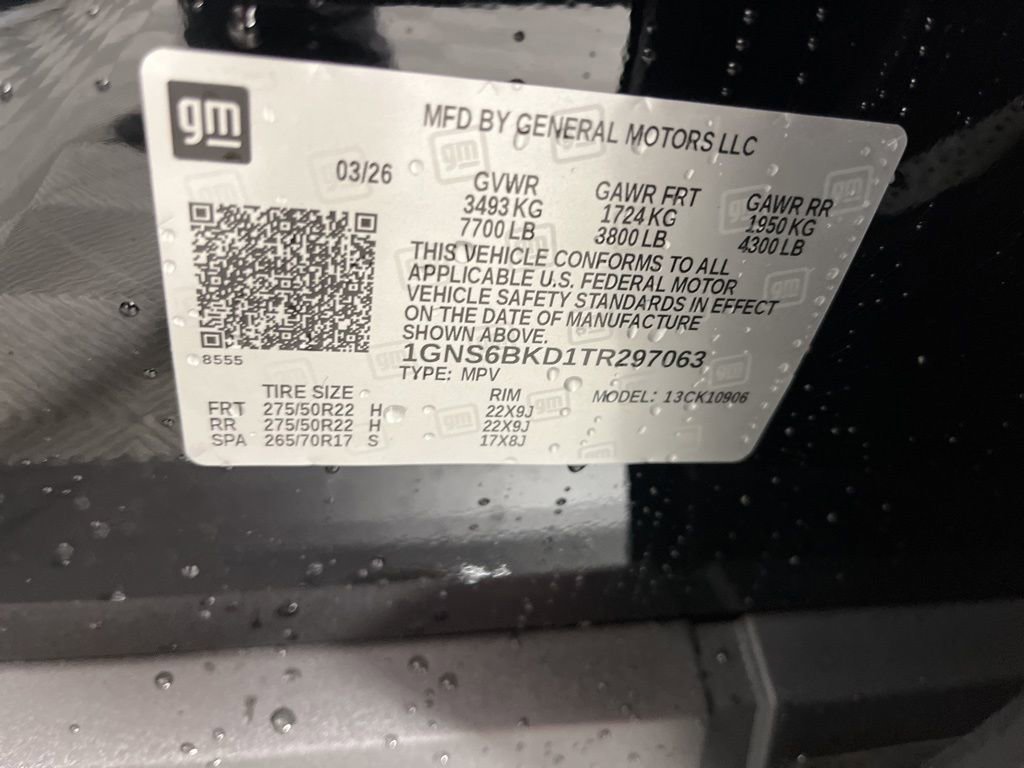 gm
MFD BY GENERAL MOTORS LLC
03/26
GVWR GAWR FRT GAWR RR
3493 KG 1724 KG 1950 KG
7700 LB 3800 LB 4300 LB
THIS VEHICLE CONFORMS TO ALL
APPLICABLE U.S. FEDERAL MOTOR
VEHICLE SAFETY STANDARDS IN EFFECT
ON THE DATE OF MANUFACTURE
SHOWN ABOVE.
8555
1GNS6BKD1TR297063
TYPE: MPV
TIRE SIZE RIM MODEL: 13CK10906
FRT 275/50R22 H 22X9J
RR 275/50R22 H 22X9J
SPA 265/70R17 S 17X8J